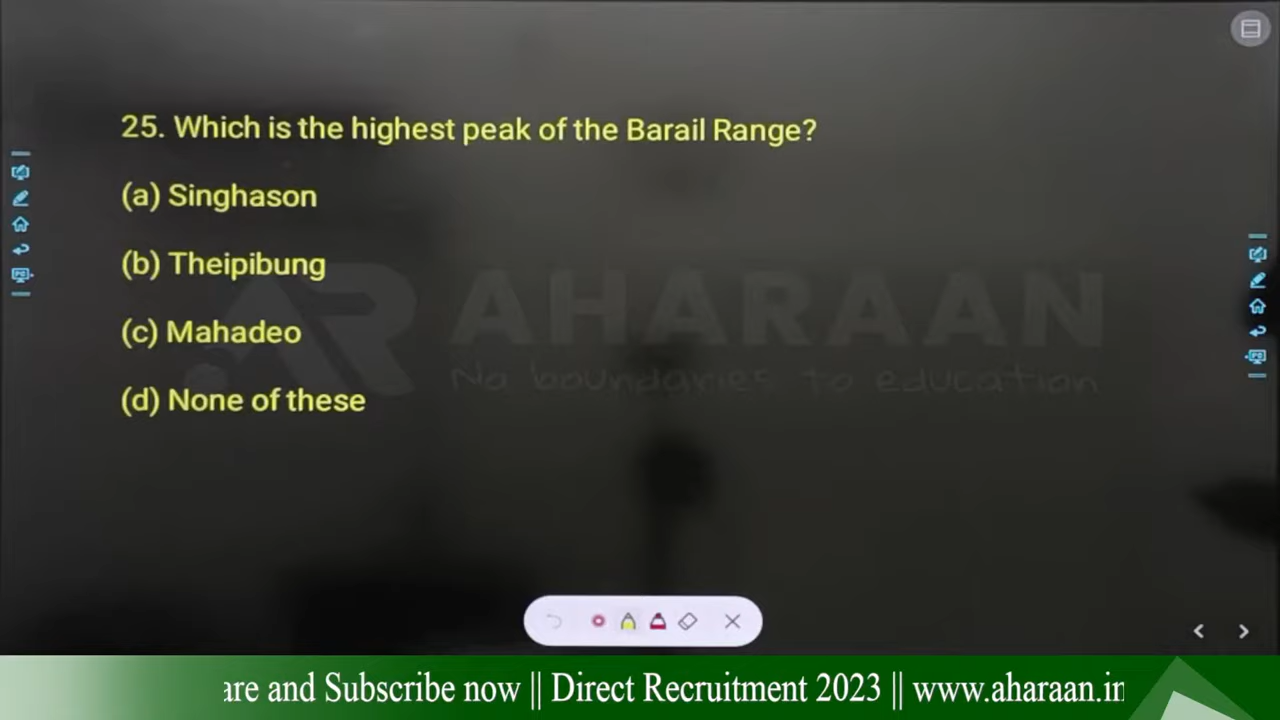 25. Which is the highest peak of the Barail Range?
(a) Singhason
(b) Theipibung
(c) Mahadeo
(d) None of these
AR AHARAAN
No boundaries to education
are and Subscribe now || Direct Recruitment 2023 || www.aharaan.in